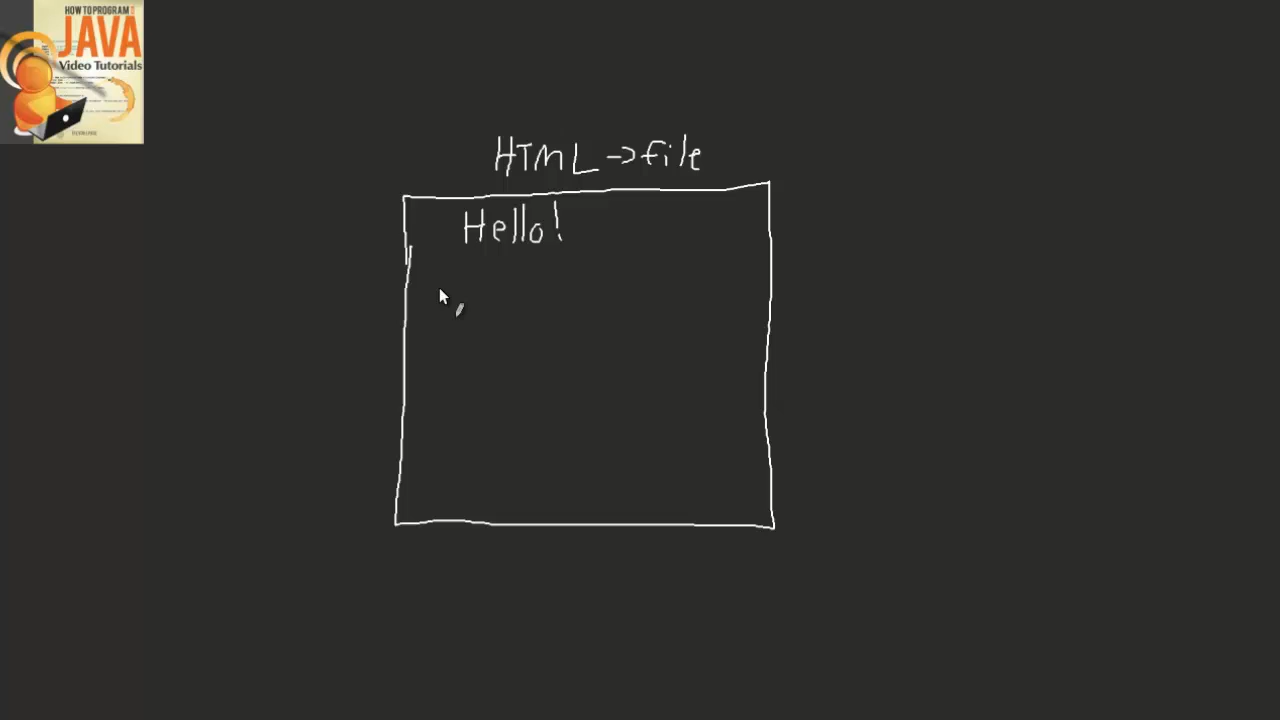 HOW TO PROGRAM
JAVA
Video Tutorials
HTML->file
Hello!